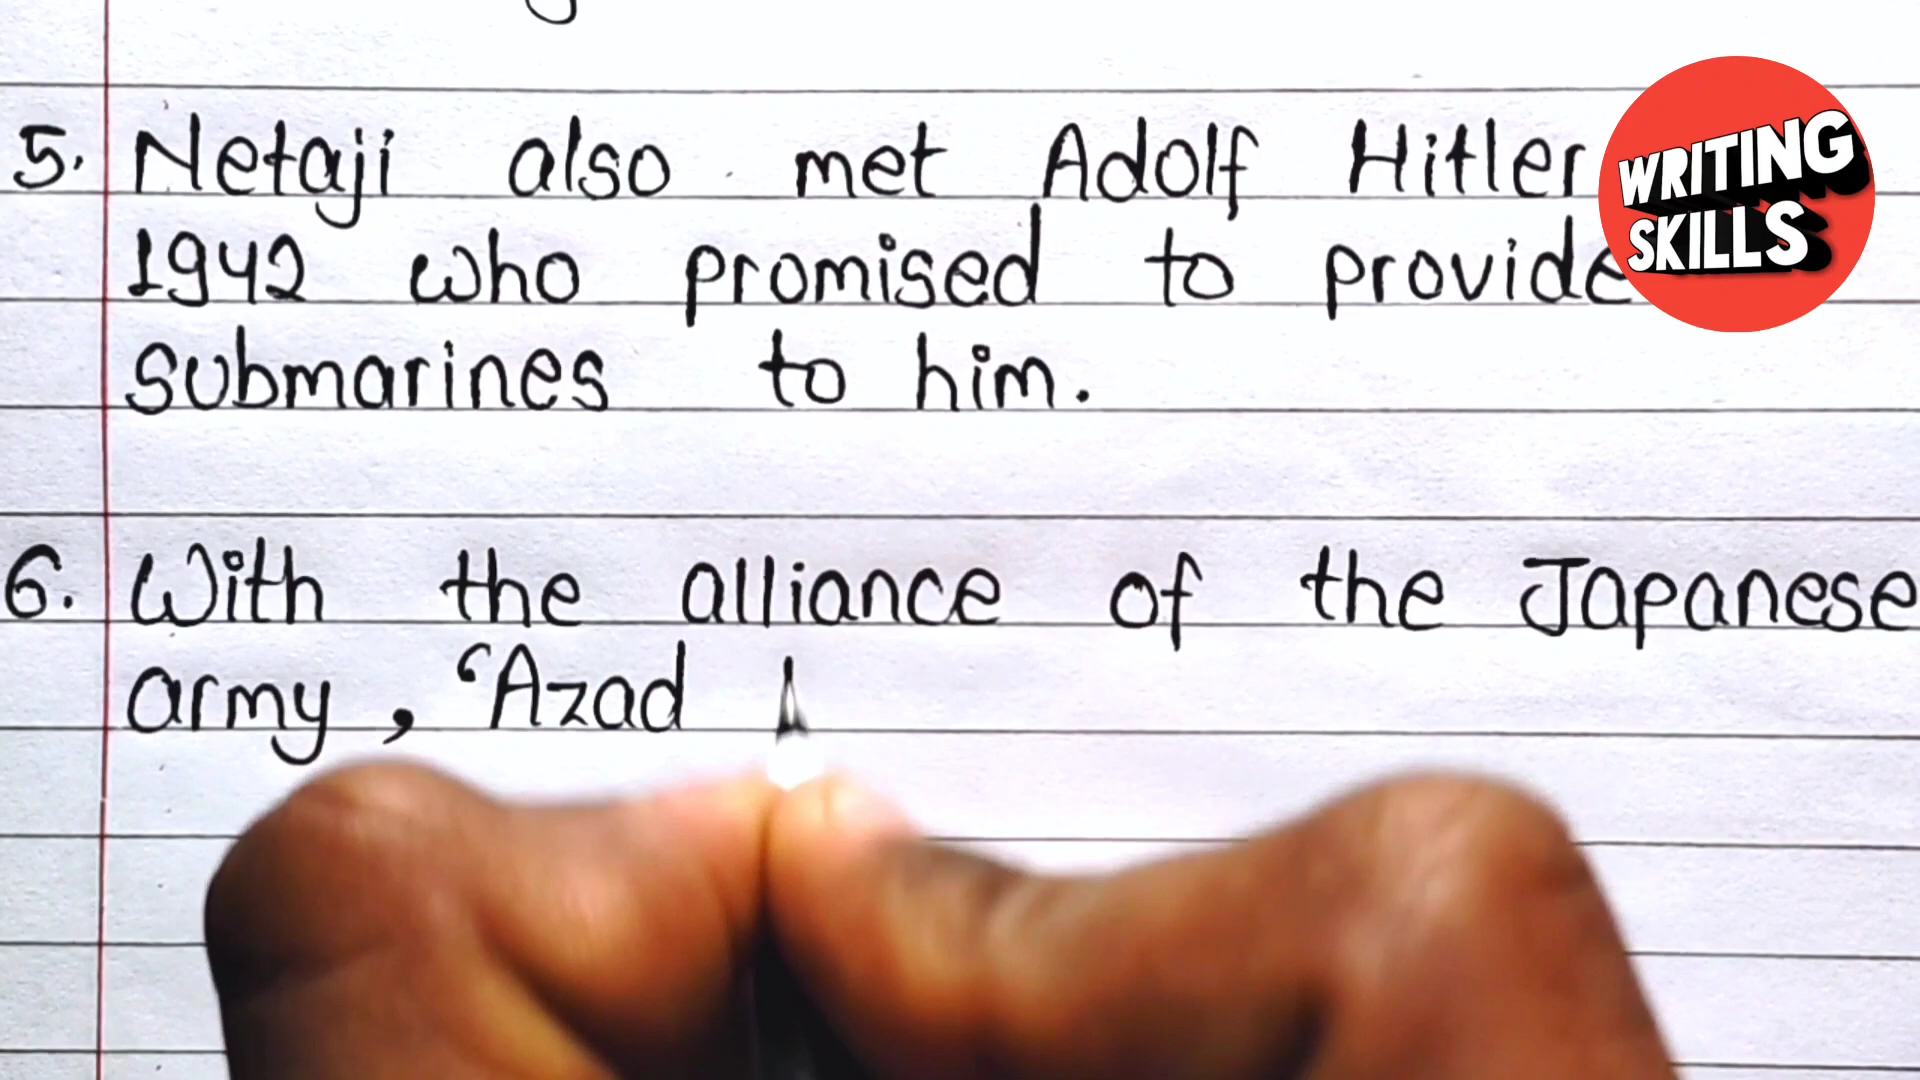 5. Netaji also met Adolf Hitler
1942 who promised to provide
submarines to him.
6. With the alliance of the Japanese
army, ‘Azad
WRITING
SKILLS